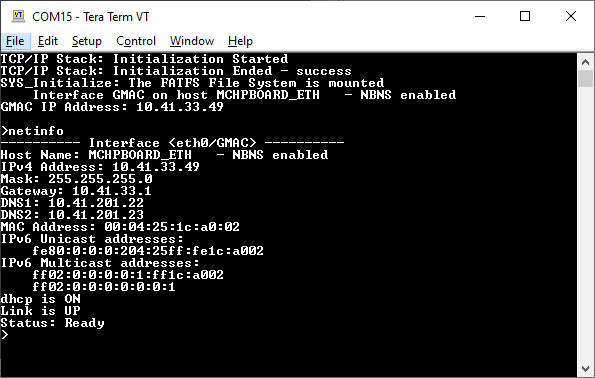 COM15 - Tera Term VT
File Edit Setup Control Window Help
TCP/IP Stack: Initialization Started
TCP/IP Stack: Initialization Ended - success
SYS_Initialize: The FATFS File System is mounted
    Interface GMAC on host MCHPBOARD_ETH   - NBNS enabled
GMAC IP Address: 10.41.33.49
>netinfo
---------- Interface <eth0/GMAC> ----------
Host Name: MCHPBOARD_ETH   - NBNS enabled
IPv4 Address: 10.41.33.49
Mask: 255.255.255.0
Gateway: 10.41.33.1
DNS1: 10.41.201.22
DNS2: 10.41.201.23
MAC Address: 00:04:25:1c:a0:02
IPv6 Unicast addresses:
    fe80:0:0:0:204:25ff:fe1c:a002
IPv6 Multicast addresses:
    ff02:0:0:0:0:1:ff1c:a002
    ff02:0:0:0:0:0:0:1
dhcp is ON
Link is UP
Status: Ready
>